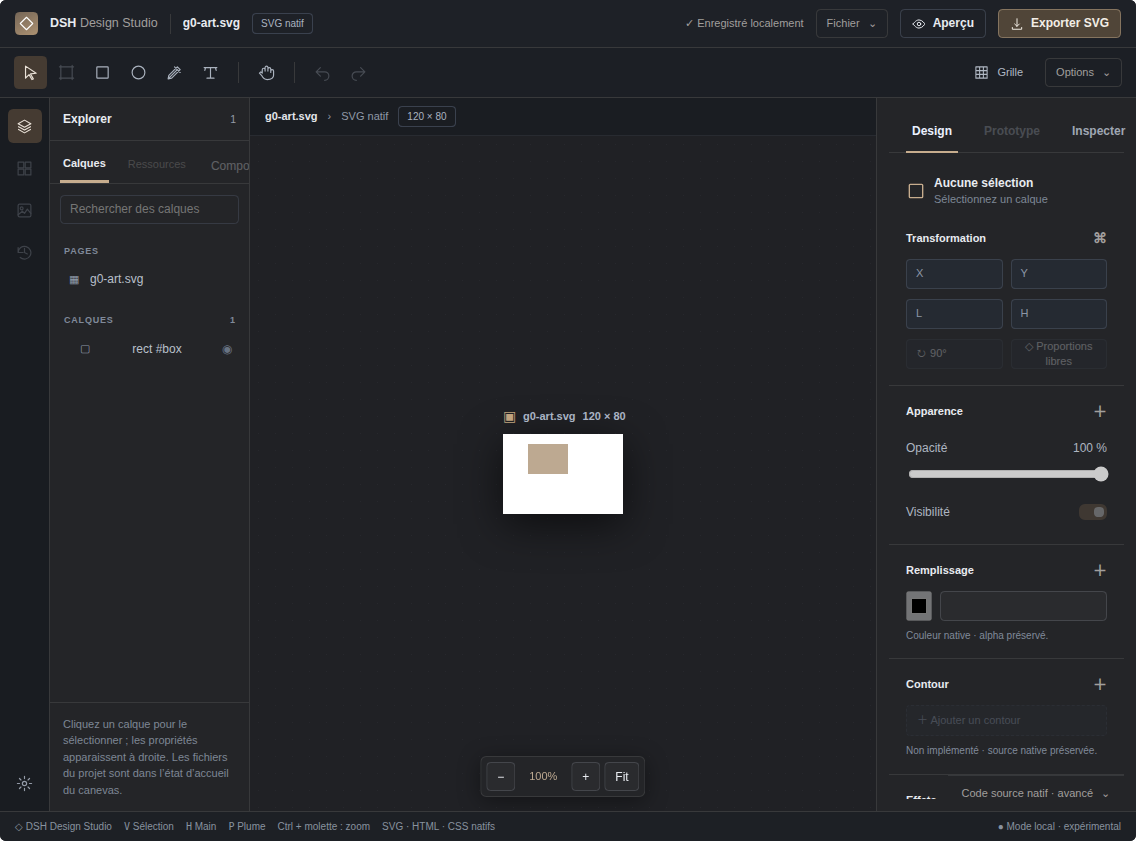 DSH Design Studio g0-art.svg SVG natif ✓ Enregistré localement Fichier Aperçu Exporter SVG
Grille Options
Explorer 1
Calques Ressources Compo
Rechercher des calques
PAGES
g0-art.svg
CALQUES 1
rect #box
Cliquez un calque pour le
sélectionner ; les propriétés
apparaissent à droite. Les fichiers
du projet sont dans l’état d’accueil
du canevas.
g0-art.svg › SVG natif 120 × 80
g0-art.svg 120 × 80
− 100% + Fit
Design Prototype Inspecter
Aucune sélection
Sélectionnez un calque
Transformation ⌘
X Y
L H
↻ 90° ◇ Proportions
libres
Apparence +
Opacité 100 %
Visibilité
Remplissage +
Couleur native · alpha préservé.
Contour +
+ Ajouter un contour
Non implémenté · source native préservée.
Effets
Code source natif · avancé
◇ DSH Design Studio V Sélection H Main P Plume Ctrl + molette : zoom SVG · HTML · CSS natifs ● Mode local · expérimental